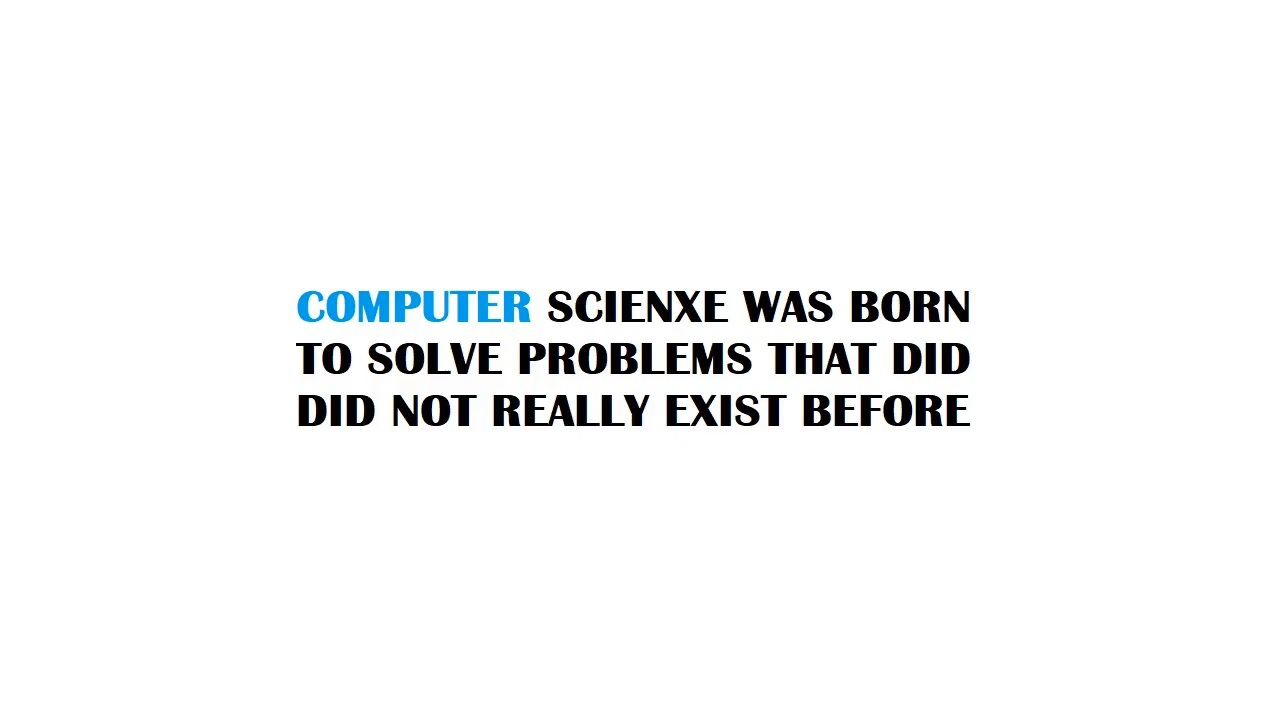 COMPUTER SCIENXE WAS BORN
TO SOLVE PROBLEMS THAT DID
DID NOT REALLY EXIST BEFORE